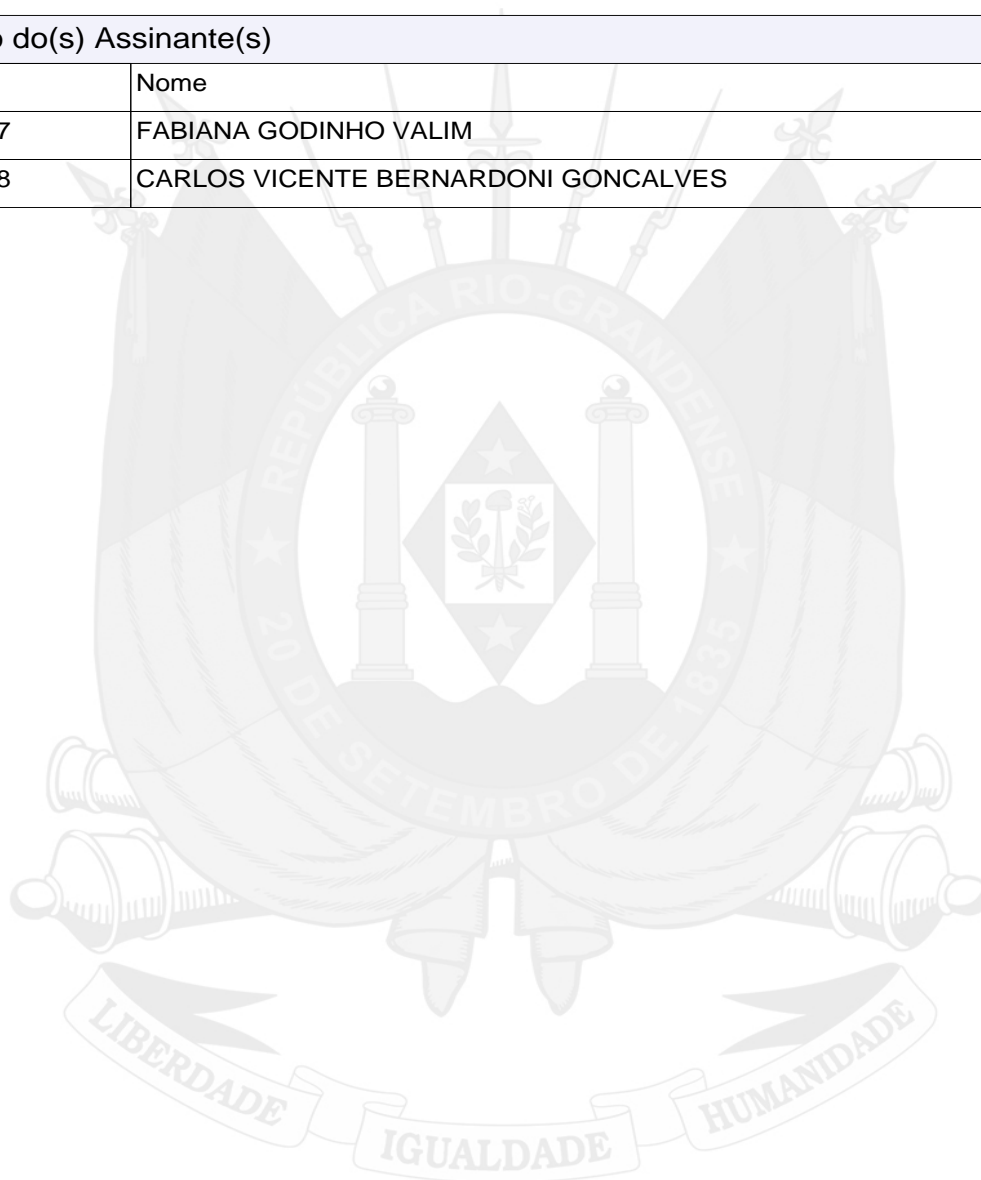 o do(s) Assinante(s)
Nome
7 FABIANA GODINHO VALIM
8 CARLOS VICENTE BERNARDONI GONCALVES
REPÚBLICA RIO-GRANDENSE
★ 20 DE SETEMBRO DE 1835 ★
LIBERDADE IGUALDADE HUMANIDADE